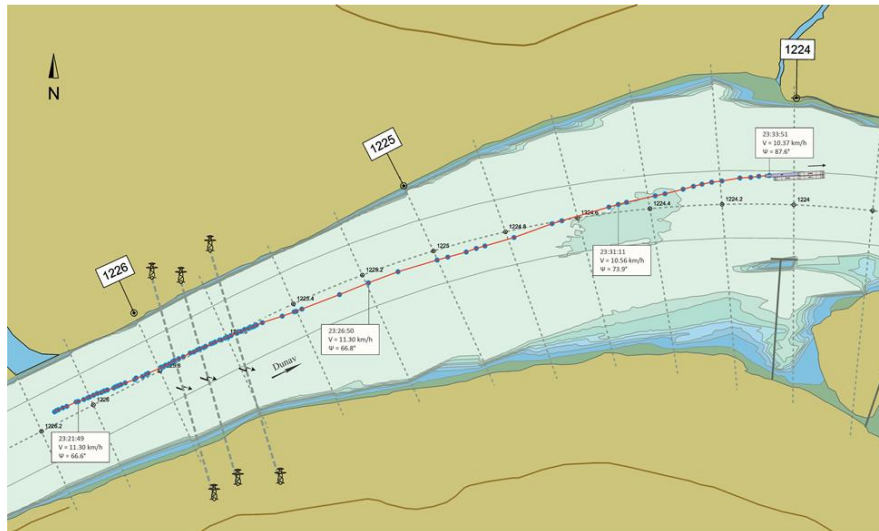 1224
N
23:33:51
V = 10.37 km/h
Ψ = 87.6°
1225
1224.4
1224.2
1224
1224.6
1224.8
1225
23:31:11
V = 10.56 km/h
Ψ = 73.9°
1226
1225.2
1225.4
23:26:50
V = 11.30 km/h
Ψ = 66.8°
Dunav
1225.8
1226
1226.2
23:21:49
V = 11.30 km/h
Ψ = 66.6°